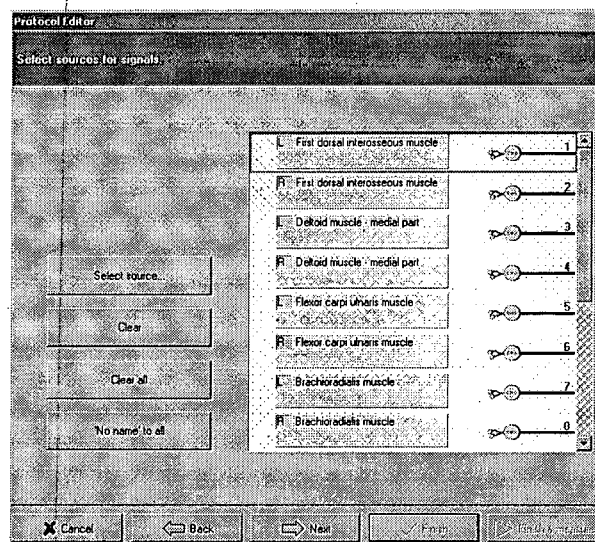 Protocol Editor
Select sources for signals.
L First dorsal interosseous muscle 1
R First dorsal interosseous muscle 2
L Deltoid muscle - medial part 3
R Deltoid muscle - medial part 4
Select source...
L Flexor carpi ulnaris muscle 5
Clear
R Flexor carpi ulnaris muscle 6
Clear all
L Brachioradialis muscle 7
'No name' to all
R Brachioradialis muscle 8
Cancel Back Next Finish Finish &